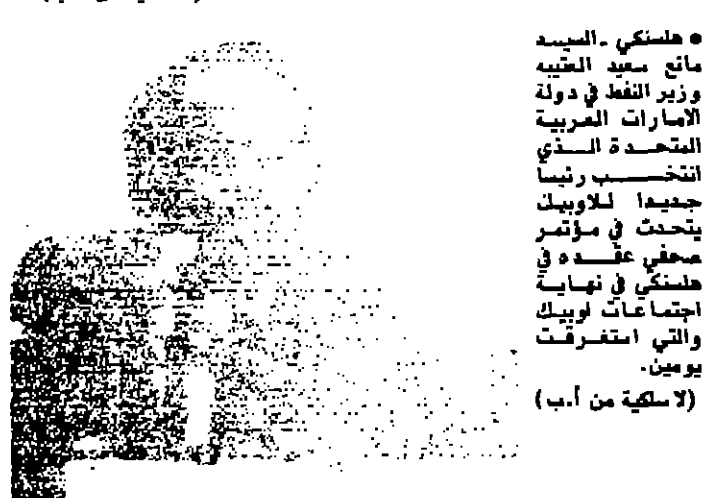 ● هلسنكي ـ السيد
مانع سعيد العتيبه
وزير النفط في دولة
الامارات العربية
المتحدة الذي
انتخب رئيسا
جديدا للاوبيك
يتحدث في مؤتمر
صحفي عقده في
هلسنكي في نهاية
اجتماعات اوبيك
والتي استغرقت
يومين.
(لاسلكية من أ.ب)